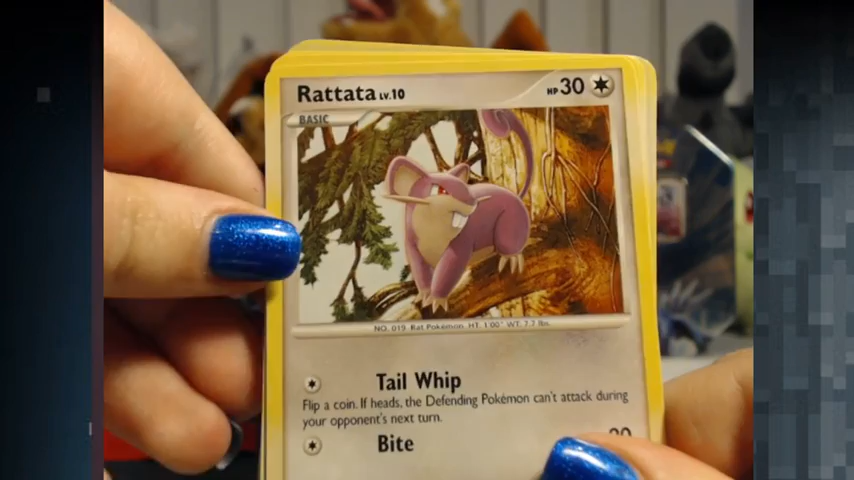 Rattata LV.10
HP 30
BASIC
NO. 019 Rat Pokémon HT: 1'00" WT: 7.7 lbs.
Tail Whip
Flip a coin. If heads, the Defending Pokémon can't attack during
your opponent's next turn.
Bite